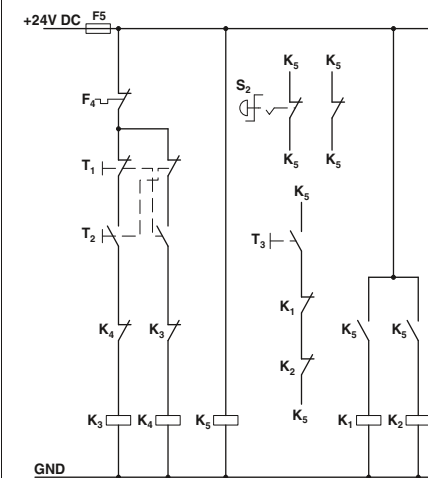 +24V DC F5
K₅ K₅
S₂
F₄
K₅ K₅
T₁
K₅
T₂ T₃
K₁
K₄ K₃ K₅ K₅
K₂
K₅
K₃ K₄ K₅ K₁ K₂
GND